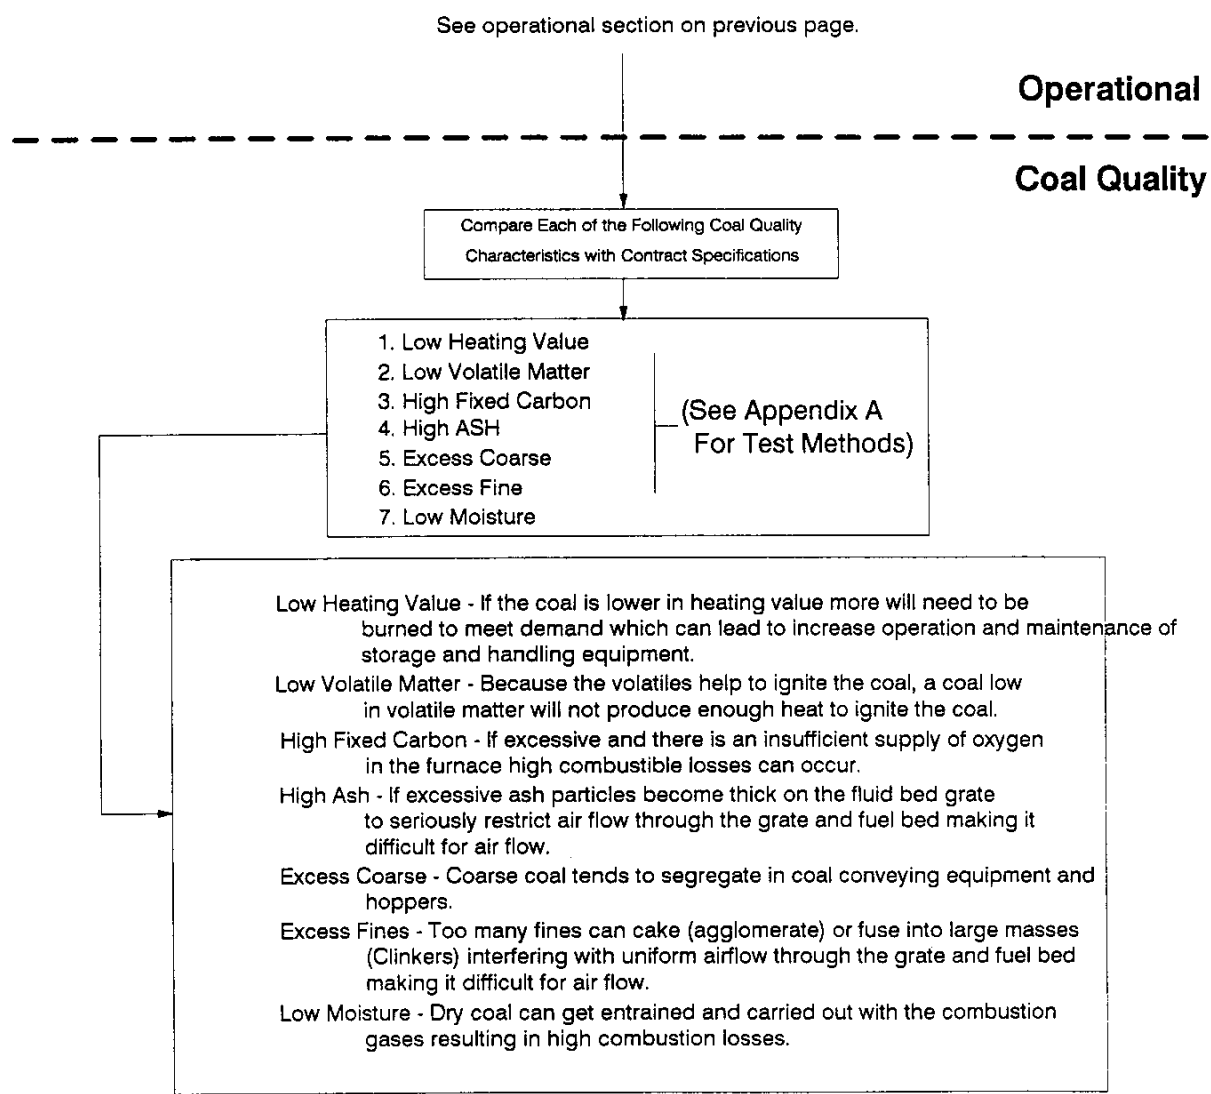 See operational section on previous page.
Operational
Coal Quality
Compare Each of the Following Coal Quality
Characteristics with Contract Specifications
1. Low Heating Value
2. Low Volatile Matter
3. High Fixed Carbon
4. High ASH
5. Excess Coarse
6. Excess Fine
7. Low Moisture
(See Appendix A
For Test Methods)
Low Heating Value - If the coal is lower in heating value more will need to be
burned to meet demand which can lead to increase operation and maintenance of
storage and handling equipment.
Low Volatile Matter - Because the volatiles help to ignite the coal, a coal low
in volatile matter will not produce enough heat to ignite the coal.
High Fixed Carbon - If excessive and there is an insufficient supply of oxygen
in the furnace high combustible losses can occur.
High Ash - If excessive ash particles become thick on the fluid bed grate
to seriously restrict air flow through the grate and fuel bed making it
difficult for air flow.
Excess Coarse - Coarse coal tends to segregate in coal conveying equipment and
hoppers.
Excess Fines - Too many fines can cake (agglomerate) or fuse into large masses
(Clinkers) interfering with uniform airflow through the grate and fuel bed
making it difficult for air flow.
Low Moisture - Dry coal can get entrained and carried out with the combustion
gases resulting in high combustion losses.